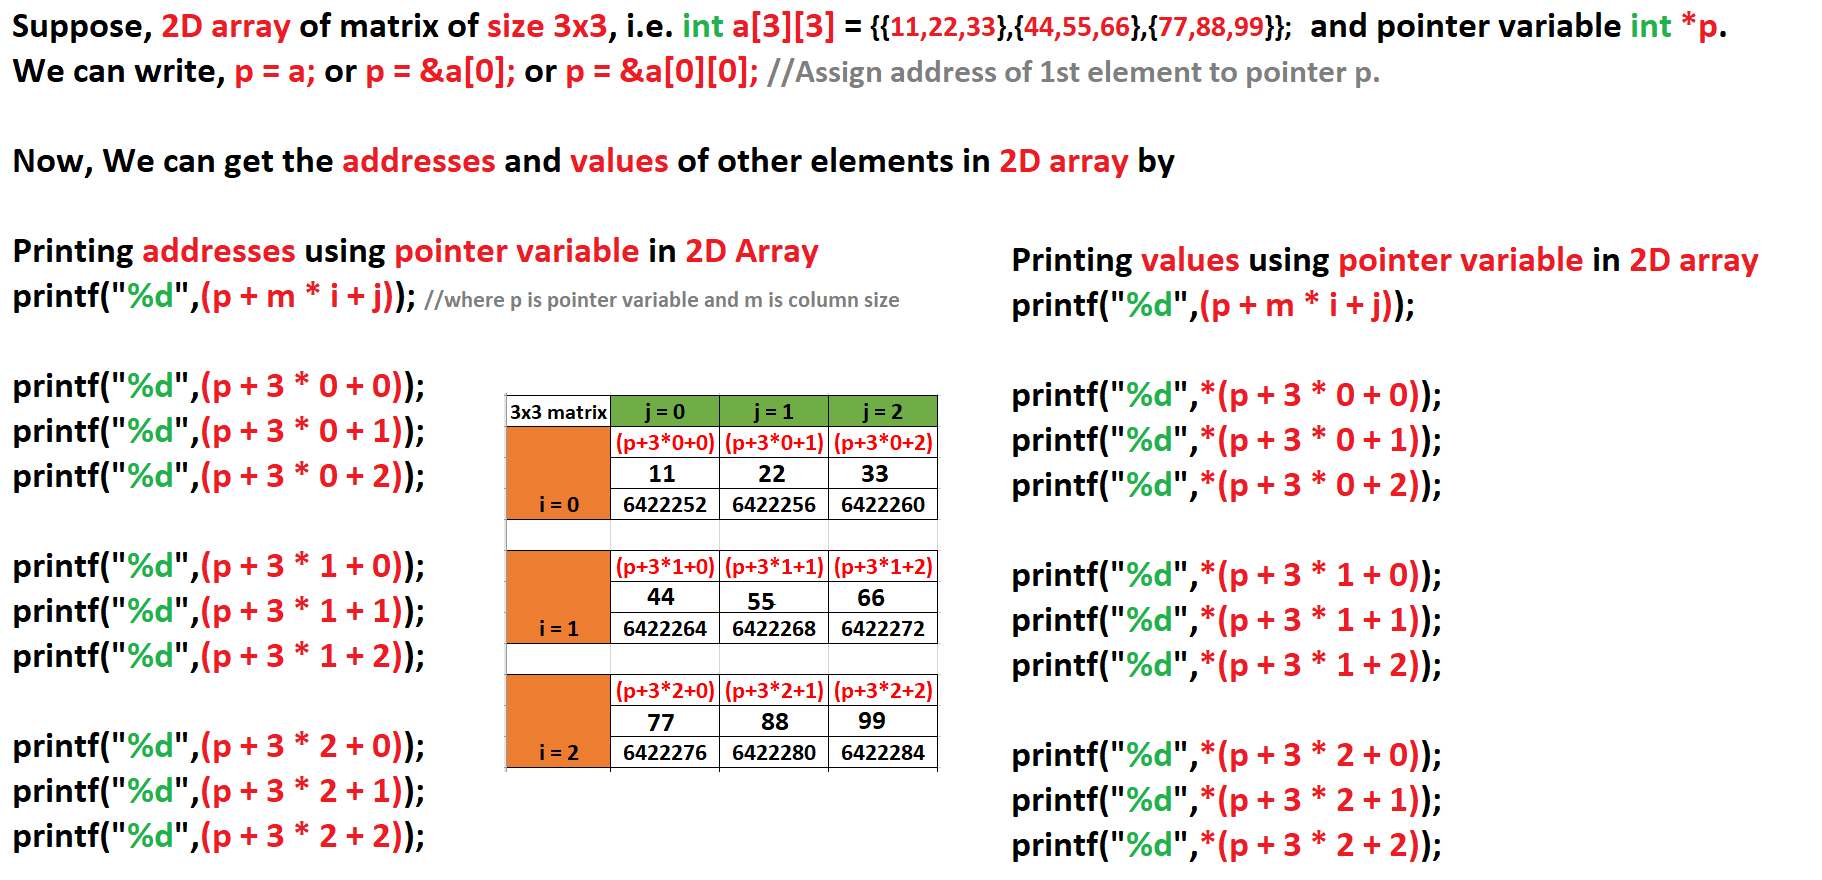 Suppose, 2D array of matrix of size 3x3, i.e. int a[3][3] = {{11,22,33},{44,55,66},{77,88,99}}; and pointer variable int *p.
We can write, p = a; or p = &a[0]; or p = &a[0][0]; //Assign address of 1st element to pointer p.
Now, We can get the addresses and values of other elements in 2D array by
Printing addresses using pointer variable in 2D Array
printf("%d",(p + m * i + j)); //where p is pointer variable and m is column size
printf("%d",(p + 3 * 0 + 0));
printf("%d",(p + 3 * 0 + 1));
printf("%d",(p + 3 * 0 + 2));
printf("%d",(p + 3 * 1 + 0));
printf("%d",(p + 3 * 1 + 1));
printf("%d",(p + 3 * 1 + 2));
printf("%d",(p + 3 * 2 + 0));
printf("%d",(p + 3 * 2 + 1));
printf("%d",(p + 3 * 2 + 2));
3x3 matrix j = 0 j = 1 j = 2
(p+3*0+0) (p+3*0+1) (p+3*0+2)
11 22 33
i = 0 6422252 6422256 6422260
(p+3*1+0) (p+3*1+1) (p+3*1+2)
44 55 66
i = 1 6422264 6422268 6422272
(p+3*2+0) (p+3*2+1) (p+3*2+2)
77 88 99
i = 2 6422276 6422280 6422284
Printing values using pointer variable in 2D array
printf("%d",(p + m * i + j));
printf("%d",*(p + 3 * 0 + 0));
printf("%d",*(p + 3 * 0 + 1));
printf("%d",*(p + 3 * 0 + 2));
printf("%d",*(p + 3 * 1 + 0));
printf("%d",*(p + 3 * 1 + 1));
printf("%d",*(p + 3 * 1 + 2));
printf("%d",*(p + 3 * 2 + 0));
printf("%d",*(p + 3 * 2 + 1));
printf("%d",*(p + 3 * 2 + 2));